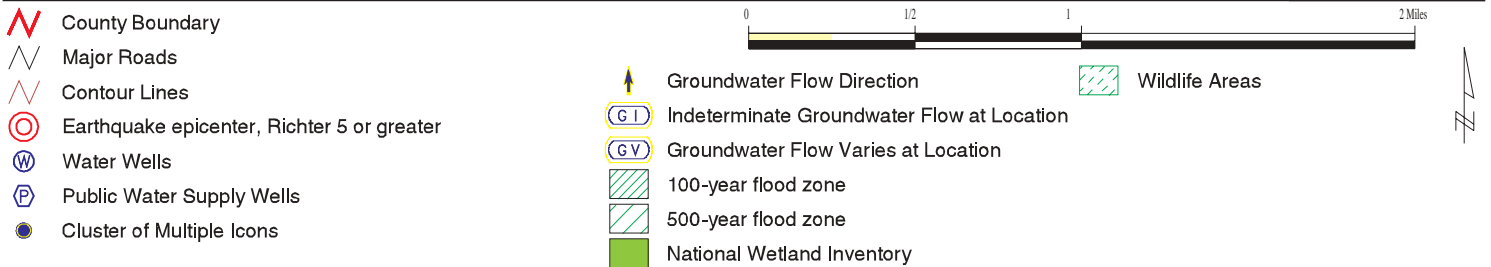 0 1/2 1 2 Miles
County Boundary
Major Roads
Contour Lines
Earthquake epicenter, Richter 5 or greater
W Water Wells
P Public Water Supply Wells
Cluster of Multiple Icons
Groundwater Flow Direction
G I Indeterminate Groundwater Flow at Location
G V Groundwater Flow Varies at Location
100-year flood zone
500-year flood zone
National Wetland Inventory
Wildlife Areas
N